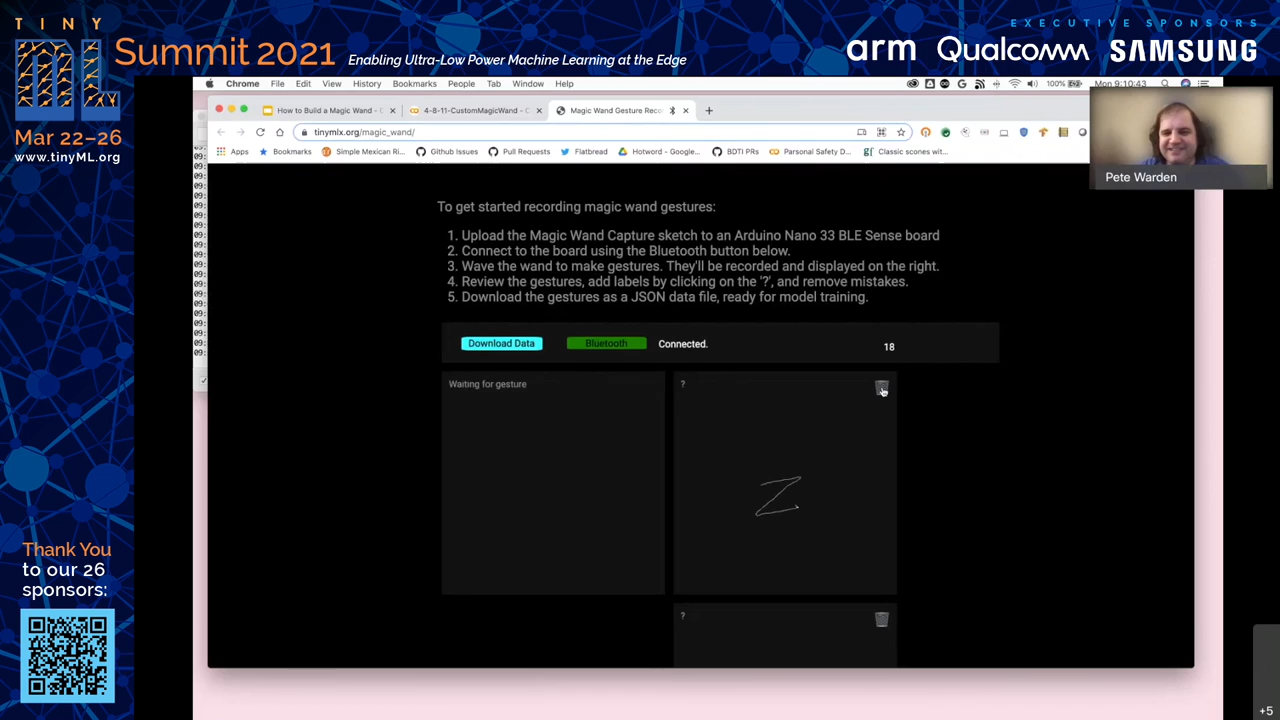 TINY
Summit 2021
Enabling Ultra-Low Power Machine Learning at the Edge
EXECUTIVE SPONSORS
arm Qualcomm SAMSUNG
Mar 22–26
www.tinyML.org
Chrome File Edit View History Bookmarks People Tab Window Help
100% Mon 9:10:43
How to Build a Magic Wand - C
4-8-11-CustomMagicWand - C
Magic Wand Gesture Reco
tinymlx.org/magic_wand/
Apps Bookmarks Simple Mexican Ri... Github Issues Pull Requests Flatbread Hotword - Google... BDTI PRs Parsonal Safety D... Classic scones wit...
Pete Warden
To get started recording magic wand gestures:
1. Upload the Magic Wand Capture sketch to an Arduino Nano 33 BLE Sense board
2. Connect to the board using the Bluetooth button below.
3. Wave the wand to make gestures. They'll be recorded and displayed on the right.
4. Review the gestures, add labels by clicking on the '?', and remove mistakes.
5. Download the gestures as a JSON data file, ready for model training.
Download Data Bluetooth Connected. 18
Waiting for gesture
?
Z
?
Thank You
to our 26
sponsors:
+5